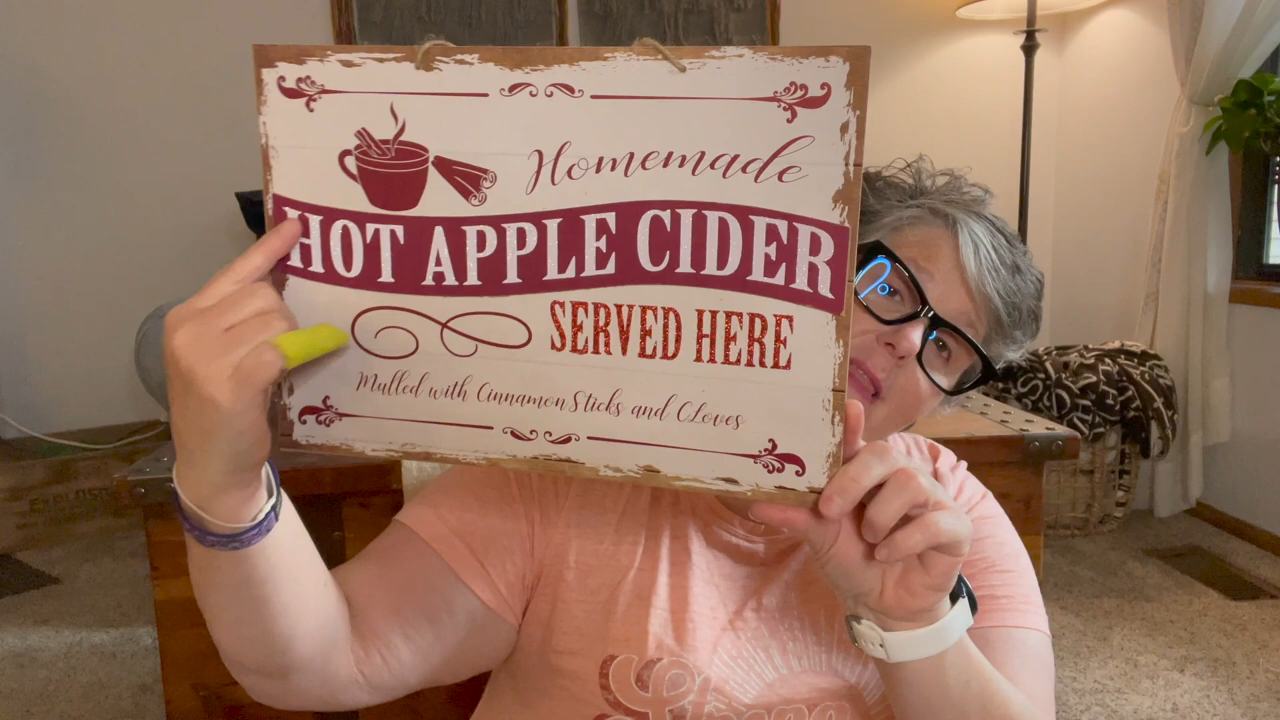 Homemade
HOT APPLE CIDER
SERVED HERE
Mulled with Cinnamon Sticks and CLoves